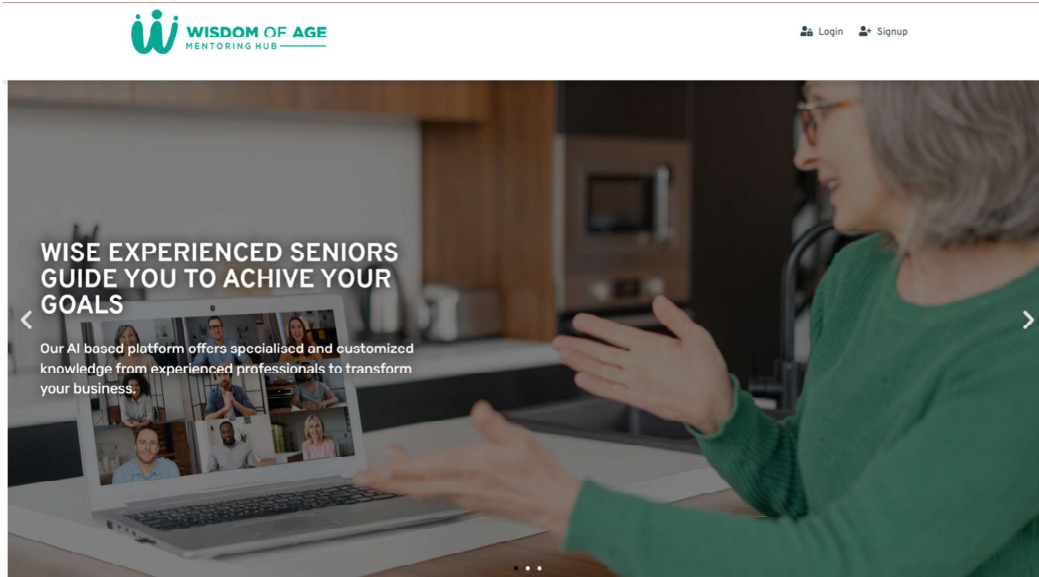 WISDOM OF AGE
MENTORING HUB
Login Signup
WISE EXPERIENCED SENIORS
GUIDE YOU TO ACHIVE YOUR
GOALS
Our AI based platform offers specialised and customized
knowledge from experienced professionals to transform
your business.